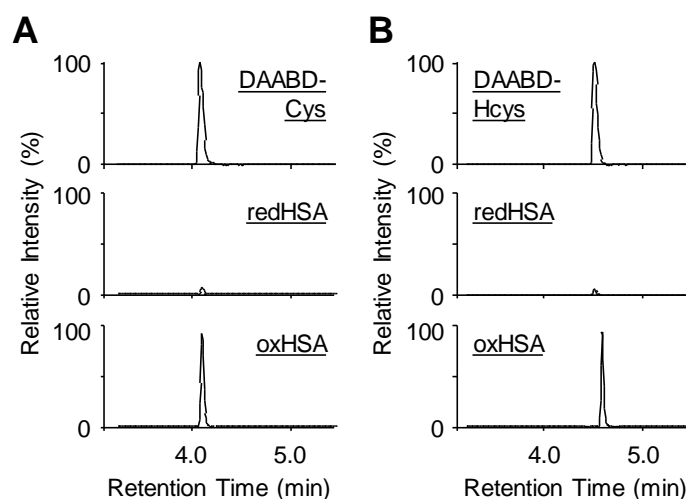 A
B
Relative Intensity (%)
100
0
DAABD-
Cys
100
0
redHSA
100
0
oxHSA
4.0 5.0
Retention Time (min)
Relative Intensity (%)
100
0
DAABD-
Hcys
100
0
redHSA
100
0
oxHSA
4.0 5.0
Retention Time (min)